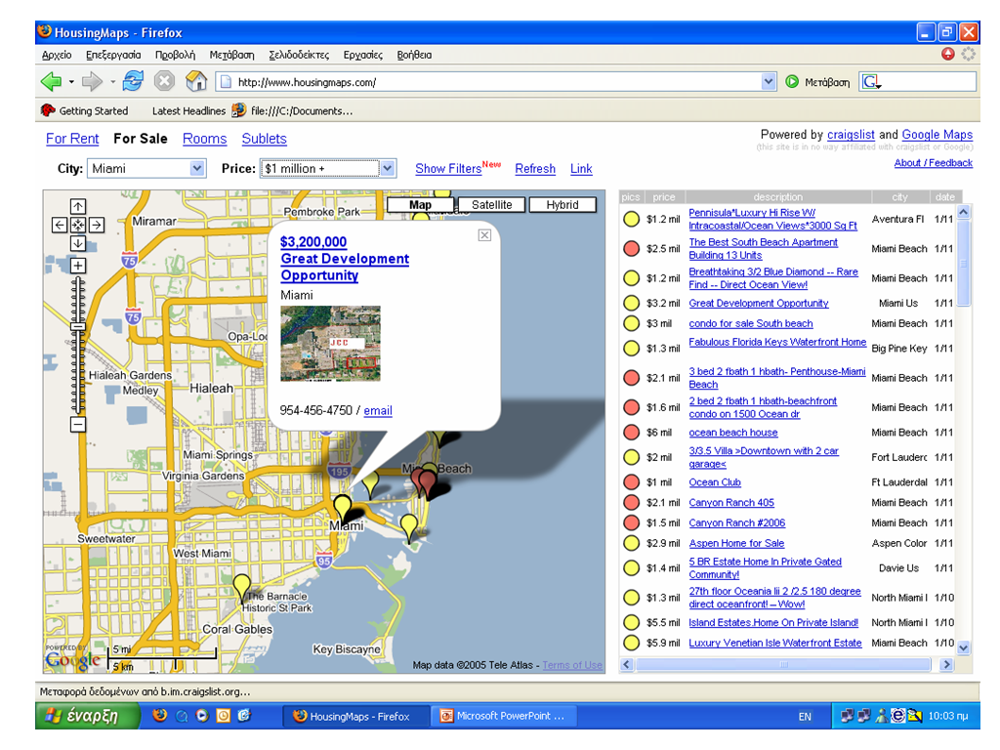 HousingMaps - Firefox
Αρχείο Επεξεργασία Προβολή Μετάβαση Σελιδοδείκτες Εργασίες Βοήθεια
http://www.housingmaps.com/ Μετάβαση G
Getting Started Latest Headlines file:///C:/Documents...
For Rent For Sale Rooms Sublets
Powered by craigslist and Google Maps
(this site is in no way affiliated with craigslist or Google)
About / Feedback
City: Miami Price: $1 million + Show Filters New Refresh Link
Map Satellite Hybrid
Pembroke Park
Miramar
75
75
Opa-Loc
Hialeah Gardens
Medley
Hialeah
Miami Springs
Virginia Gardens
195
Beach
Miami
Sweetwater
West Miami
95
The Barnacle
Historic St Park
Coral Gables
Key Biscayne
$3,200,000
Great Development
Opportunity
Miami
JCC
954-456-4750 / email
POWERED BY
Google
5 mi
5 km
Map data ©2005 Tele Atlas - Terms of Use
pics price description city date
$1.2 mil Pennisula*Luxury Hi Rise W/ Aventura Fl 1/11
Intracoastal/Ocean Views*3000 Sq Ft
$2.5 mil The Best South Beach Apartment Miami Beach 1/11
Building 13 Units
$1.2 mil Breathtaking 3/2 Blue Diamond -- Rare Miami Beach 1/11
Find -- Direct Ocean View!
$3.2 mil Great Development Opportunity Miami Us 1/11
$3 mil condo for sale South beach Miami Beach 1/11
$1.3 mil Fabulous Florida Keys Waterfront Home Big Pine Key 1/11
$2.1 mil 3 bed 2 fbath 1 hbath- Penthouse-Miami Miami Beach 1/11
Beach
$1.6 mil 2 bed 2 fbath 1 hbath-beachfront Miami Beach 1/11
condo on 1500 Ocean dr
$6 mil ocean beach house Miami Beach 1/11
$2 mil 3/3.5 Villa >Downtown with 2 car Fort Lauderc 1/11
garage<
$1 mil Ocean Club Ft Lauderdal 1/11
$2.1 mil Canyon Ranch 405 Miami Beach 1/11
$1.5 mil Canyon Ranch #2006 Miami Beach 1/11
$2.9 mil Aspen Home for Sale Aspen Color 1/11
$1.4 mil 5 BR Estate Home In Private Gated Davie Us 1/11
Community!
$1.3 mil 27th floor Oceania Iii 2 /2.5 180 degree North Miami 1/10
direct oceanfront! -- Wow!
$5.5 mil Island Estates.Home On Private Island! North Miami 1/10
$5.9 mil Luxury Venetian Isle Waterfront Estate Miami Beach 1/10
Μεταφορά δεδομένων από b.im.craigslist.org...
έναρξη HousingMaps - Firefox Microsoft PowerPoint ... EN 10:03 πμ